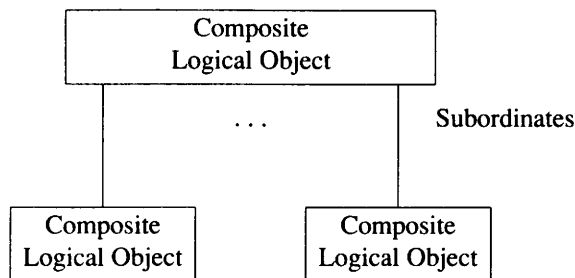 Composite
Logical Object
. . .
Subordinates
Composite
Logical Object
Composite
Logical Object